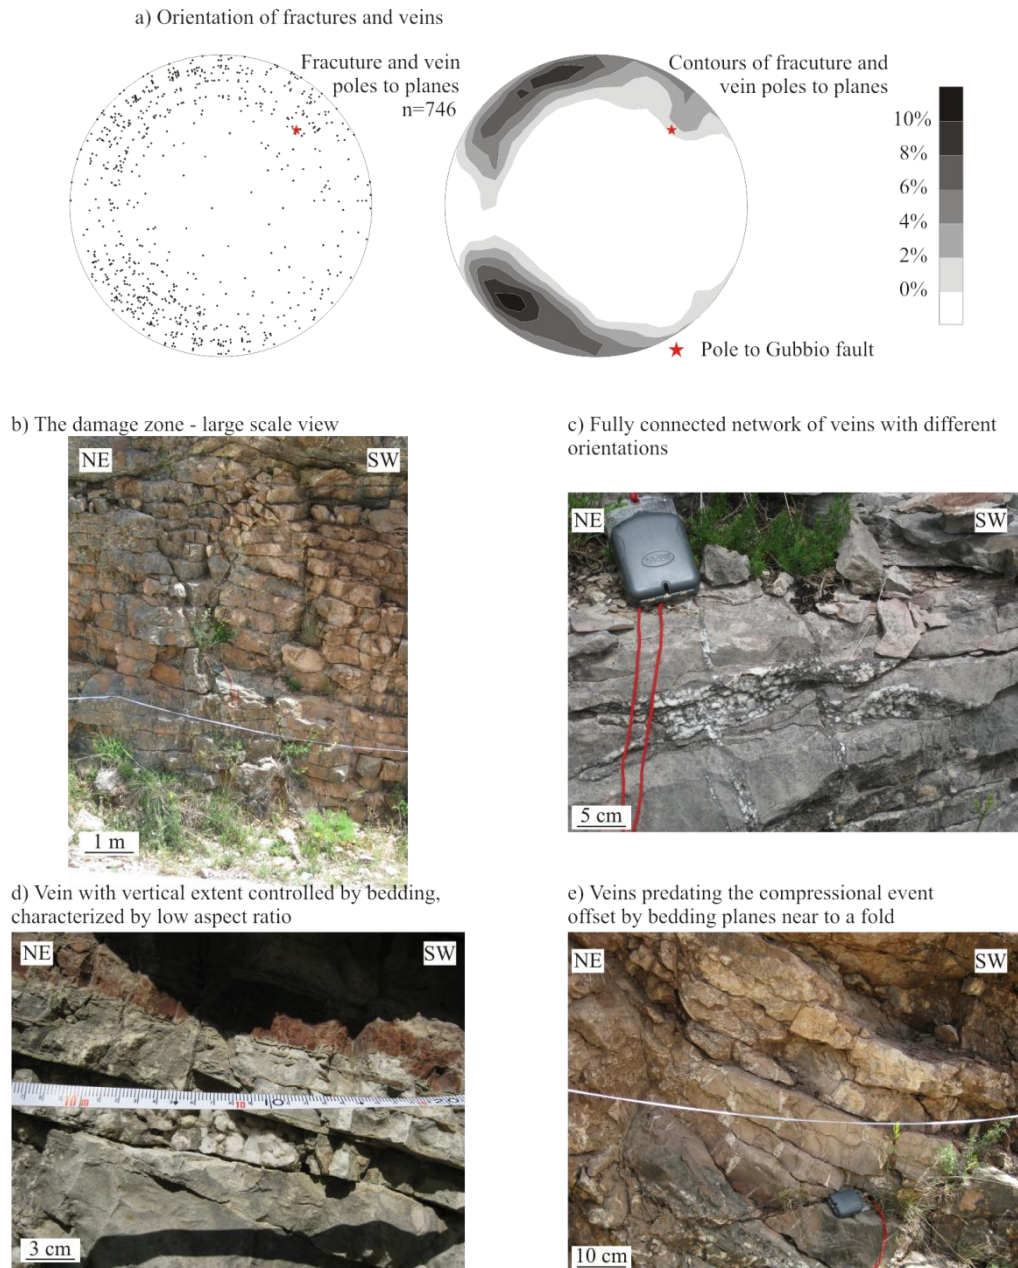 a) Orientation of fractures and veins
Fracuture and vein
poles to planes
n=746
Contours of fracuture and
vein poles to planes
10%
8%
6%
4%
2%
0%
Pole to Gubbio fault
b) The damage zone - large scale view
NE
SW
1 m
c) Fully connected network of veins with different
orientations
NE
SW
5 cm
d) Vein with vertical extent controlled by bedding,
characterized by low aspect ratio
NE
SW
3 cm
e) Veins predating the compressional event
offset by bedding planes near to a fold
NE
SW
10 cm